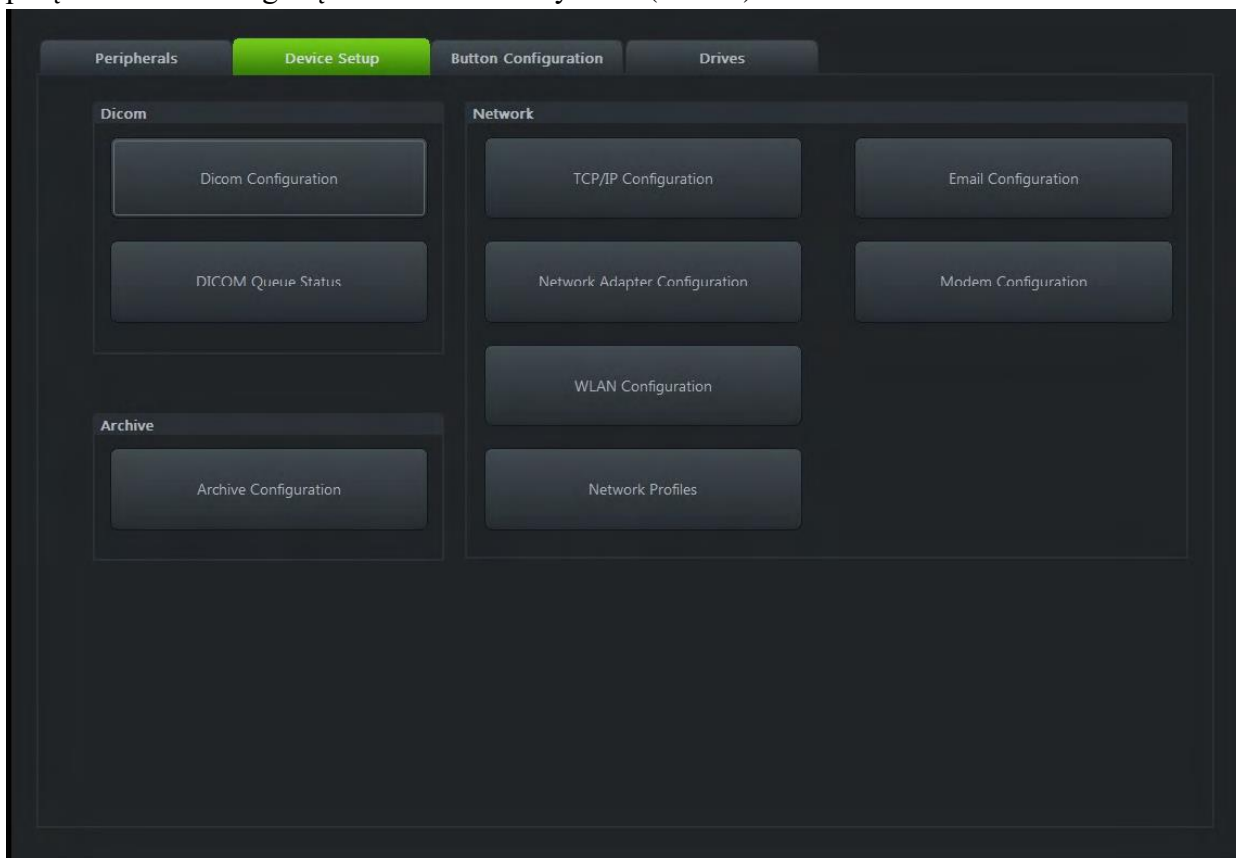 Peripherals
Device Setup
Button Configuration
Drives
Dicom
Dicom Configuration
DICOM Queue Status
Archive
Archive Configuration
Network
TCP/IP Configuration
Email Configuration
Network Adapter Configuration
Modem Configuration
WLAN Configuration
Network Profiles